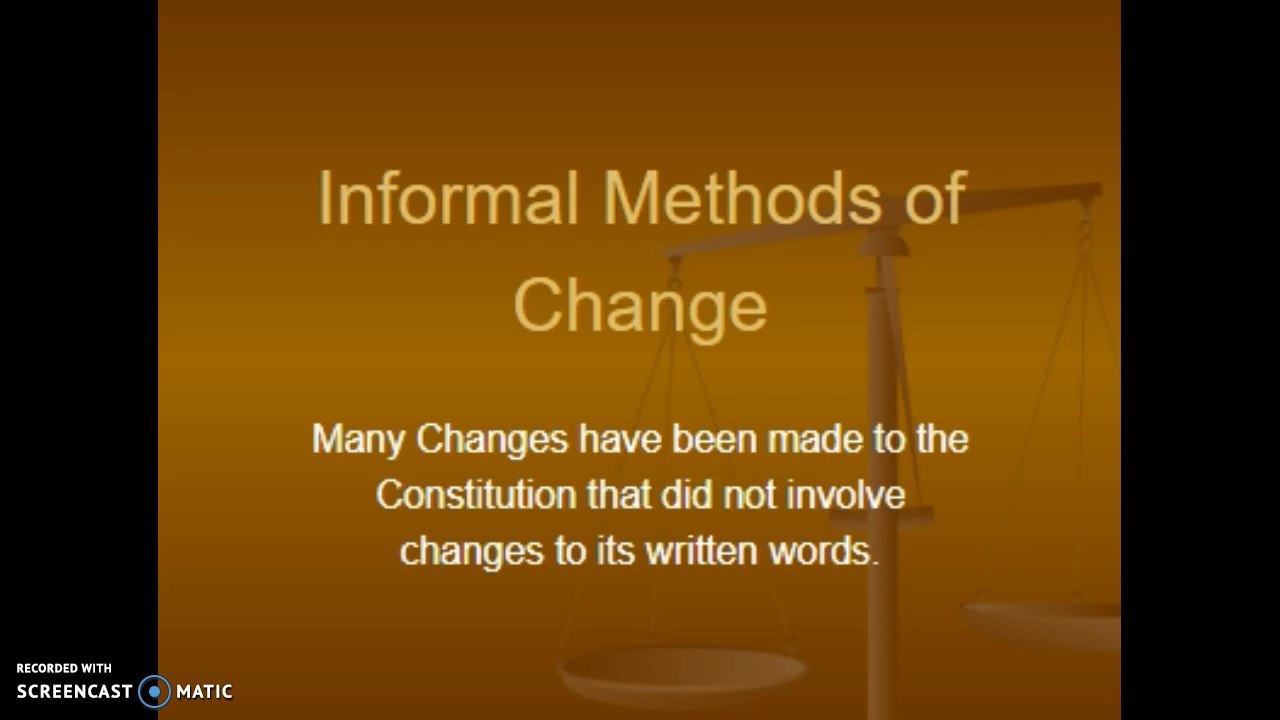 Informal Methods of
Change
Many Changes have been made to the
Constitution that did not involve
changes to its written words.
RECORDED WITH
SCREENCAST MATIC